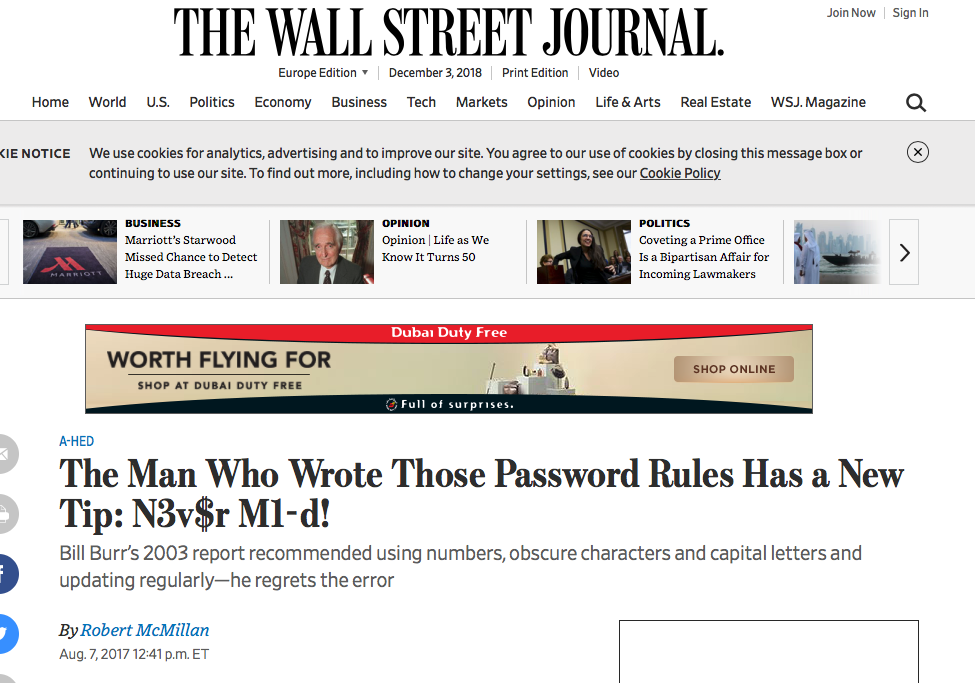 Join Now | Sign In
THE WALL STREET JOURNAL.
Europe Edition ▼ | December 3, 2018 | Print Edition | Video
Home World U.S. Politics Economy Business Tech Markets Opinion Life & Arts Real Estate WSJ. Magazine
KIE NOTICE
We use cookies for analytics, advertising and to improve our site. You agree to our use of cookies by closing this message box or
continuing to use our site. To find out more, including how to change your settings, see our Cookie Policy
MARRIOTT
BUSINESS
Marriott's Starwood
Missed Chance to Detect
Huge Data Breach ...
OPINION
Opinion | Life as We
Know It Turns 50
POLITICS
Coveting a Prime Office
Is a Bipartisan Affair for
Incoming Lawmakers
Dubai Duty Free
WORTH FLYING FOR
SHOP AT DUBAI DUTY FREE
SHOP ONLINE
Full of surprises.
A-HED
The Man Who Wrote Those Password Rules Has a New
Tip: N3v$r M1-d!
Bill Burr's 2003 report recommended using numbers, obscure characters and capital letters and
updating regularly—he regrets the error
By Robert McMillan
Aug. 7, 2017 12:41 p.m. ET